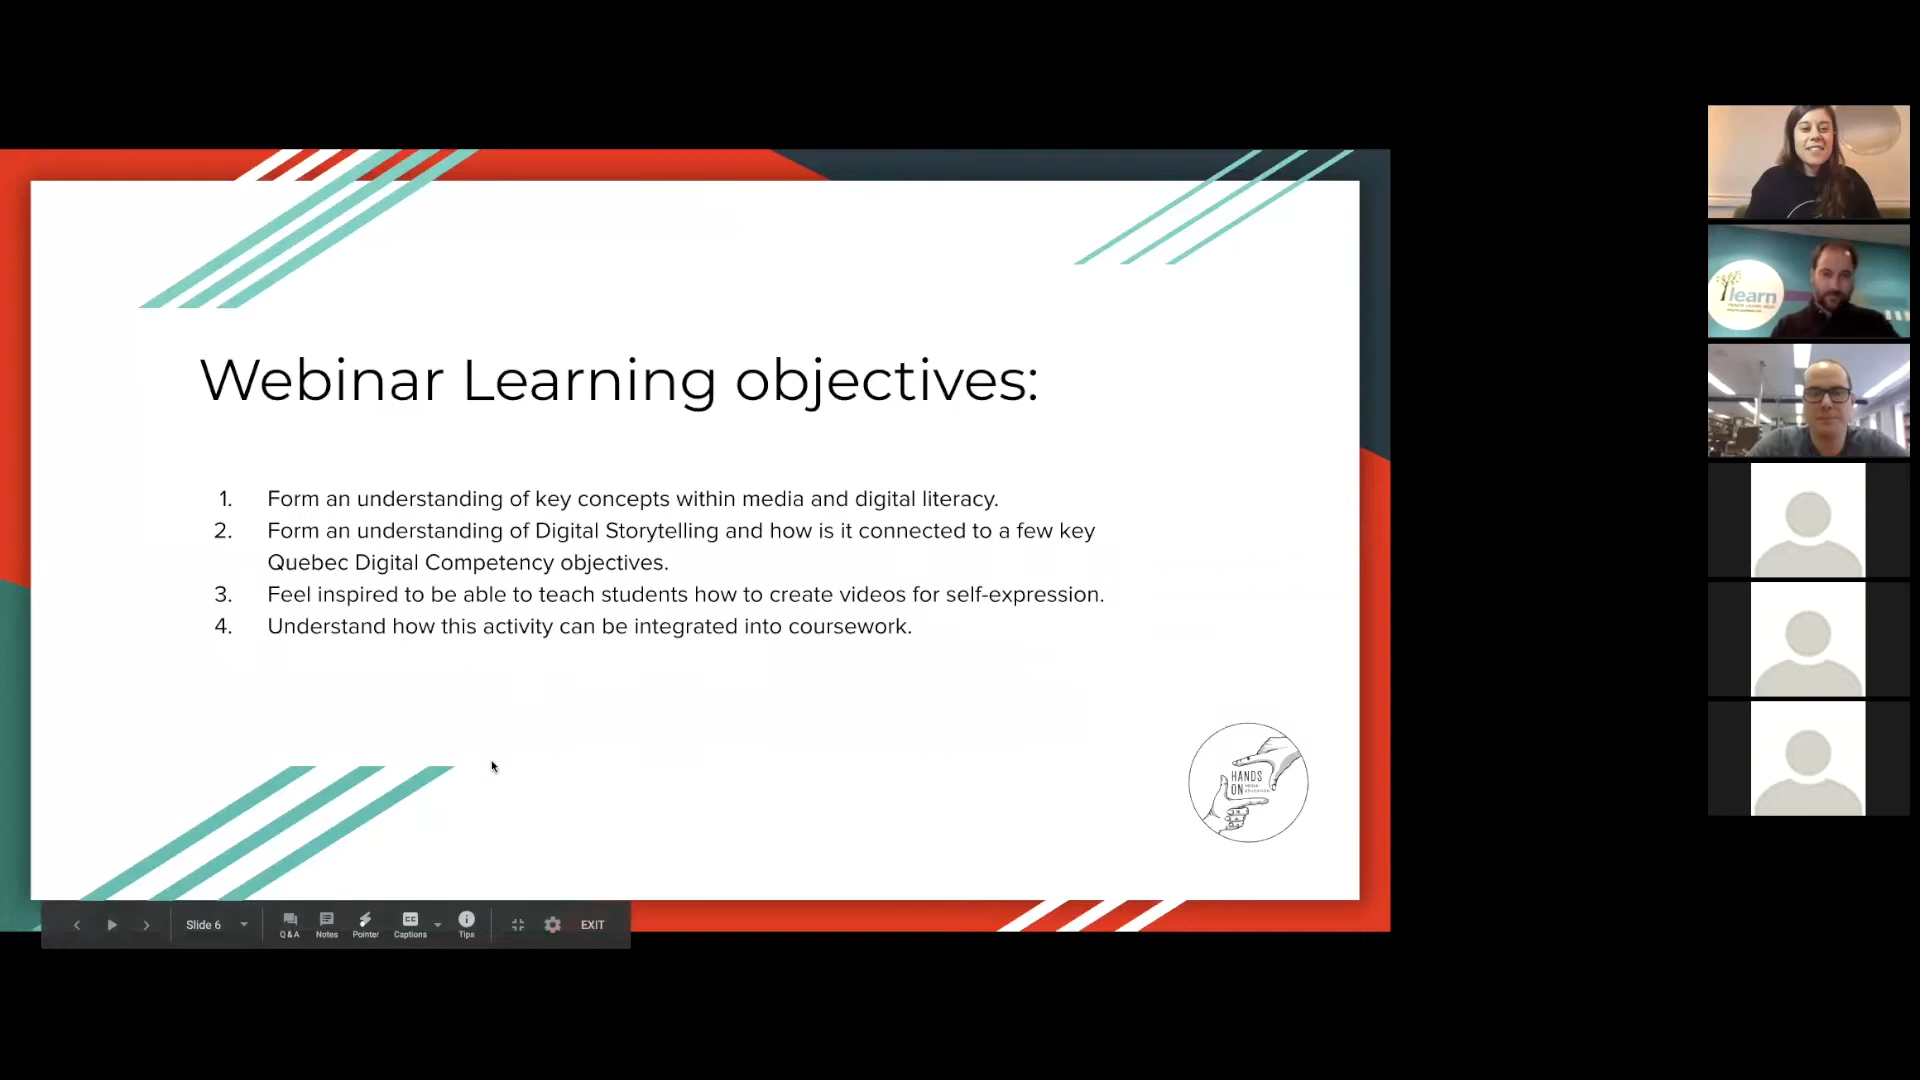 Webinar Learning objectives:
1. Form an understanding of key concepts within media and digital literacy.
2. Form an understanding of Digital Storytelling and how is it connected to a few key
Quebec Digital Competency objectives.
3. Feel inspired to be able to teach students how to create videos for self-expression.
4. Understand how this activity can be integrated into coursework.
HANDS
ON MEDIA
EDUCATION
Slide 6
Q&A
Notes
Pointer
CC
Captions
Tips
EXIT
learn